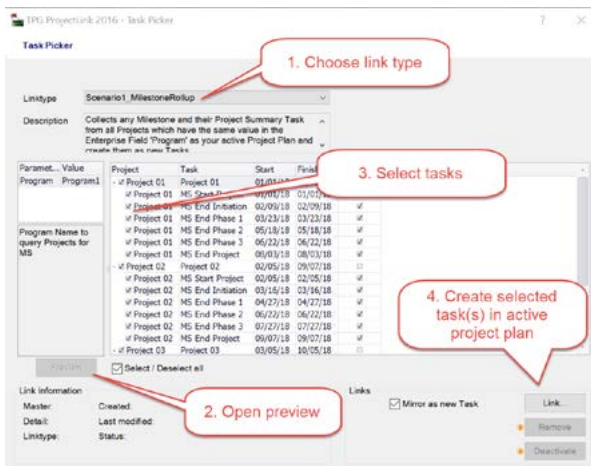 TPG ProjectLink 2016 - Task Picker
Task Picker
1. Choose link type
Linktype Scenario1_MilestoneRollup
Description Collects any Milestone and their Project Summary Task
from all Projects which have the same value in the
Enterprise Field 'Program' as your active Project Plan and
create them as new Tasks
Paramet... Value
Program Program1
Program Name to
query Projects for
MS
Project Task Start Finish
3. Select tasks
Project 01 Project 01 01/01/18
Project 01 MS Start Project 01/01/18 01/01/18
Project 01 MS End Initiation 02/09/18 02/09/18
Project 01 MS End Phase 1 03/23/18 03/23/18
Project 01 MS End Phase 2 05/18/18 05/18/18
Project 01 MS End Phase 3 06/22/18 06/22/18
Project 01 MS End Project 08/03/18 08/03/18
Project 02 Project 02 02/05/18 09/07/18
Project 02 MS Start Project 02/05/18 02/05/18
Project 02 MS End Initiation 03/16/18 03/16/18
Project 02 MS End Phase 1 04/27/18 04/27/18
Project 02 MS End Phase 2 06/22/18 06/22/18
Project 02 MS End Phase 3 07/27/18 07/27/18
Project 02 MS End Project 09/07/18 09/07/18
Project 03 Project 03 03/05/18 10/05/18
4. Create selected
task(s) in active
project plan
Preview
Select / Deselect all
2. Open preview
Link Information
Master: Created:
Detail: Last modified:
Linktype: Status:
Links
Mirror as new Task
Link...
Remove
Deactivate